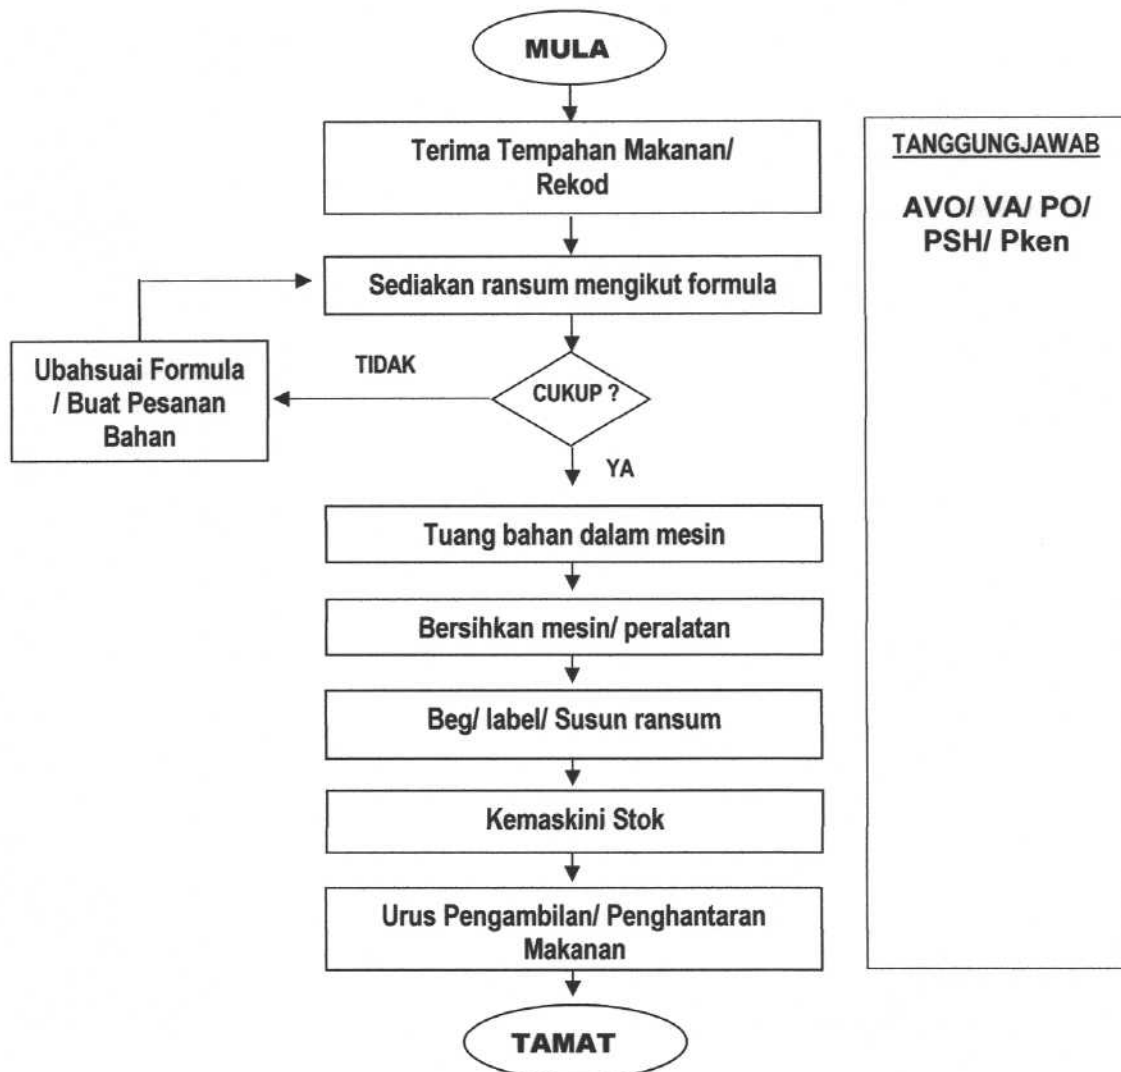 MULA
Terima Tempahan Makanan/
Rekod
TANGGUNGJAWAB
AVO/ VA/ PO/
PSH/ Pken
Sediakan ransum mengikut formula
Ubahsuai Formula
/ Buat Pesanan
Bahan
TIDAK
CUKUP ?
YA
Tuang bahan dalam mesin
Bersihkan mesin/ peralatan
Beg/ label/ Susun ransum
Kemaskini Stok
Urus Pengambilan/ Penghantaran
Makanan
TAMAT